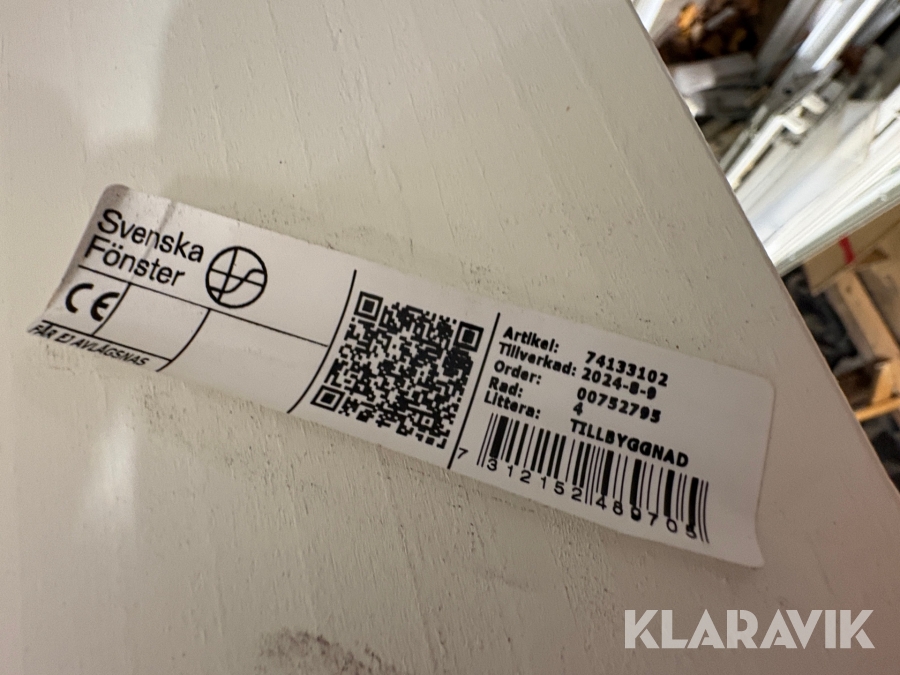 Svenska
Fönster
CE
FÅR EJ AVLÄGSNAS
Artikel: 74133102
Tillverkad: 2024-8-9
Order: 00752795
Rad: 4
Littera: TILLBYGGNAD
7 312152 489705
KLARAVIK